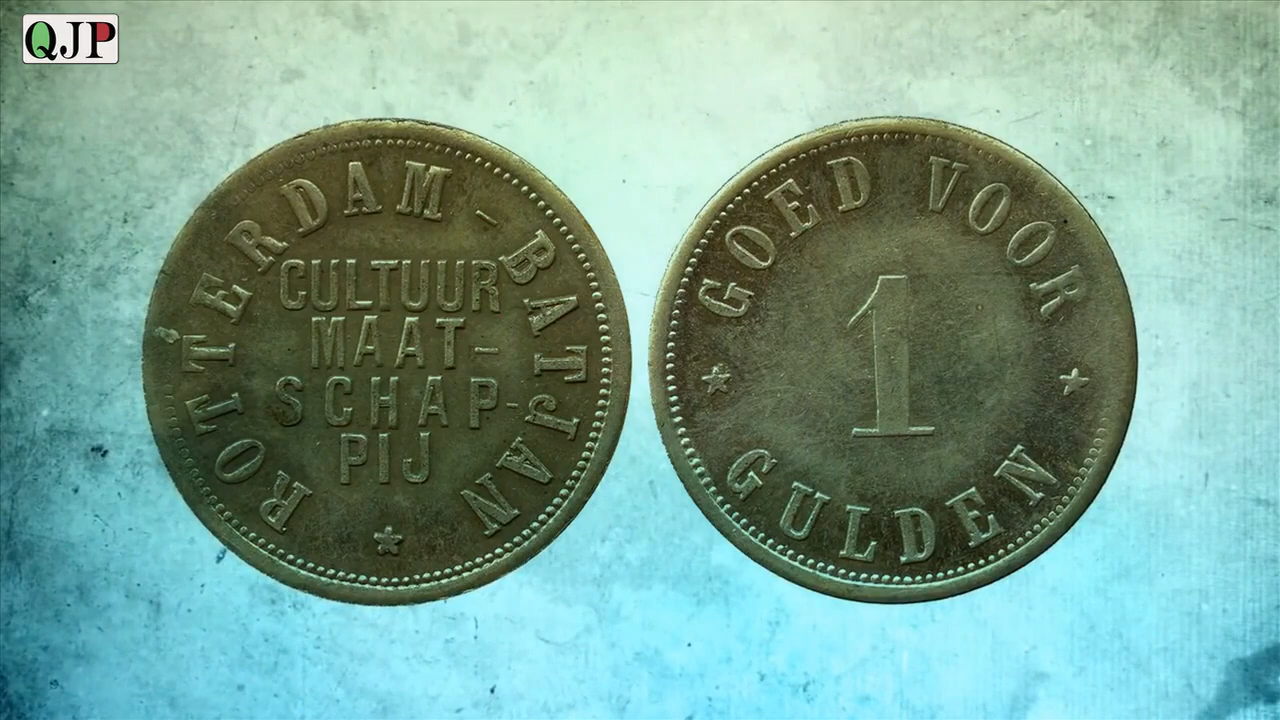 QJP
ROTTERDAM-BATJAN
CULTUUR
MAAT-
SCHAP-
PIJ
GOED VOOR
1
GULDEN